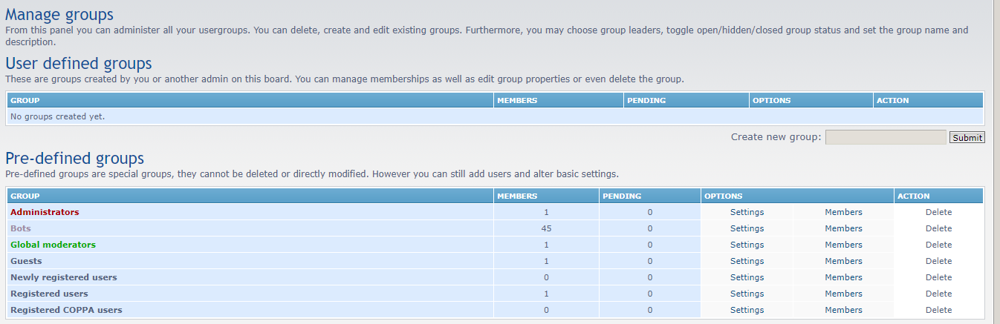 Manage groups
From this panel you can administer all your usergroups. You can delete, create and edit existing groups. Furthermore, you may choose group leaders, toggle open/hidden/closed group status and set the group name and
description.
User defined groups
These are groups created by you or another admin on this board. You can manage memberships as well as edit group properties or even delete the group.
GROUP MEMBERS PENDING OPTIONS ACTION
No groups created yet.
Create new group: Submit
Pre-defined groups
Pre-defined groups are special groups, they cannot be deleted or directly modified. However you can still add users and alter basic settings.
GROUP MEMBERS PENDING OPTIONS ACTION
Administrators 1 0 Settings Members Delete
Bots 45 0 Settings Members Delete
Global moderators 1 0 Settings Members Delete
Guests 1 0 Settings Members Delete
Newly registered users 0 0 Settings Members Delete
Registered users 1 0 Settings Members Delete
Registered COPPA users 0 0 Settings Members Delete